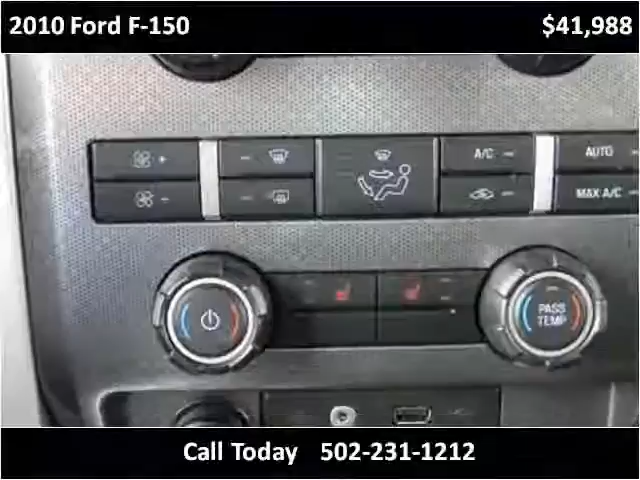 2010 Ford F-150 $41,988
+ A/C AUTO
- MAX A/C
PASS
TEMP
Call Today 502-231-1212